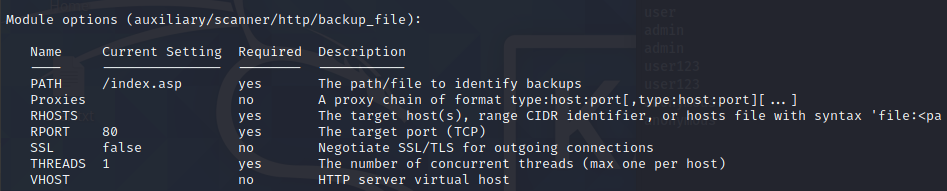 user
Module options (auxiliary/scanner/http/backup_file):
admin
admin
Name Current Setting Required Description
user123
---- --------------- -------- -----------
user123
PATH /index.asp yes The path/file to identify backups
Proxies no A proxy chain of format type:host:port[,type:host:port][...]
RHOSTS yes The target host(s), range CIDR identifier, or hosts file with syntax 'file:<pa
RPORT 80 yes The target port (TCP)
SSL false no Negotiate SSL/TLS for outgoing connections
THREADS 1 yes The number of concurrent threads (max one per host)
VHOST no HTTP server virtual host